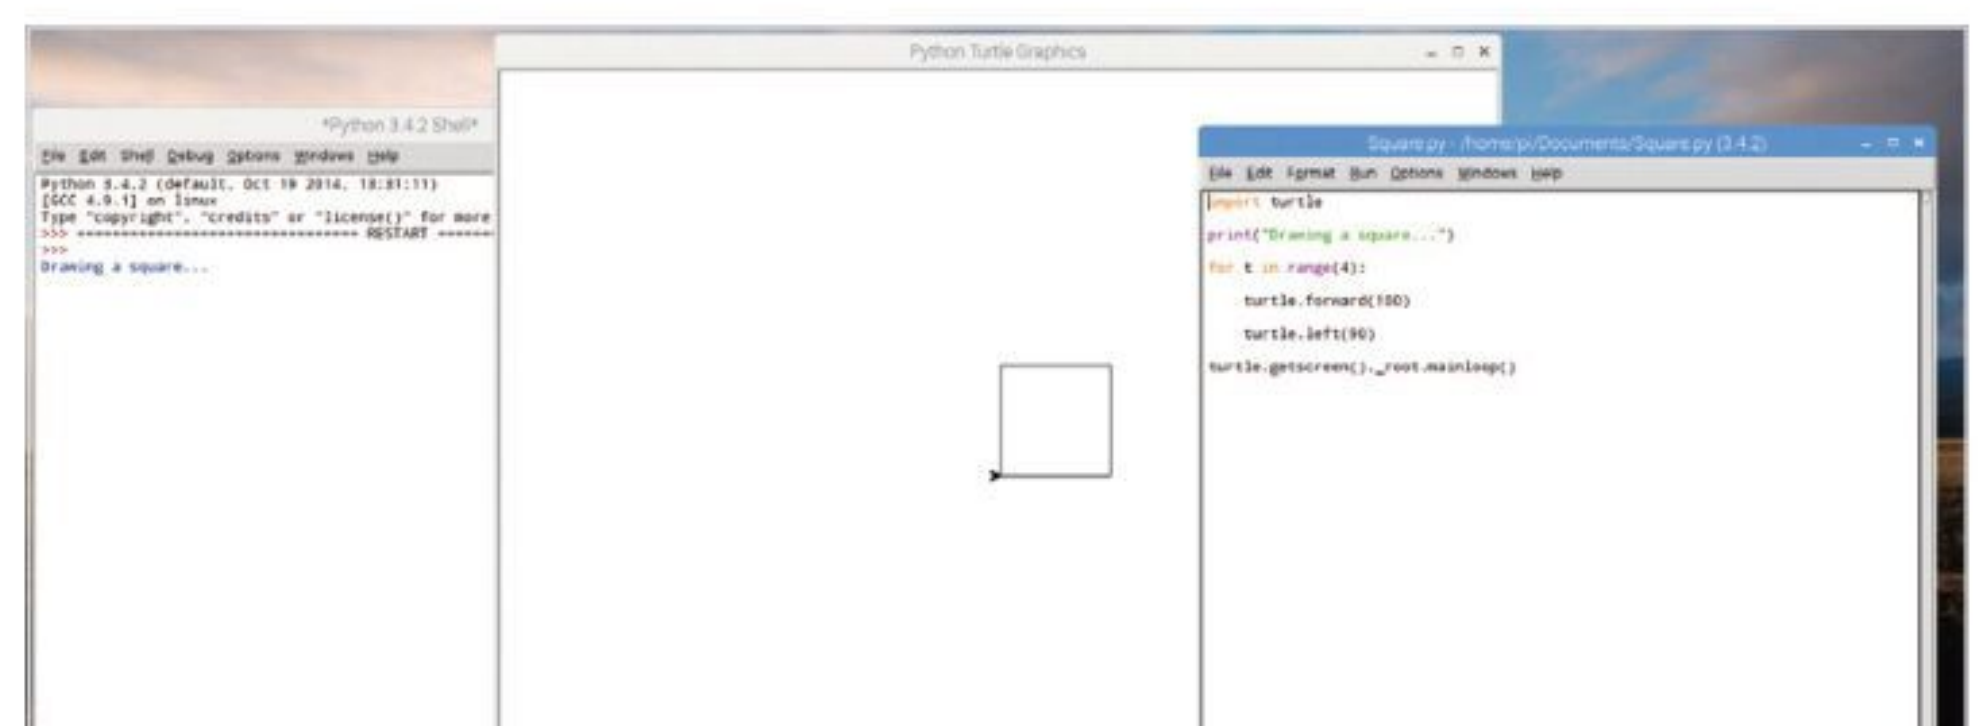 Python Turtle Graphics
*Python 3.4.2 Shell*
File Edit Shell Debug Options Windows Help
Python 3.4.2 (default, Oct 19 2014, 13:31:11)
[GCC 4.9.1] on linux
Type "copyright", "credits" or "license()" for more
>>> ================================ RESTART ======
>>>
Drawing a square...
Square.py - /home/pi/Documents/Square.py (3.4.2)
File Edit Format Run Options Windows Help
import turtle
print("Drawing a square...")
for t in range(4):
    turtle.forward(100)
    turtle.left(90)
turtle.getscreen()._root.mainloop()